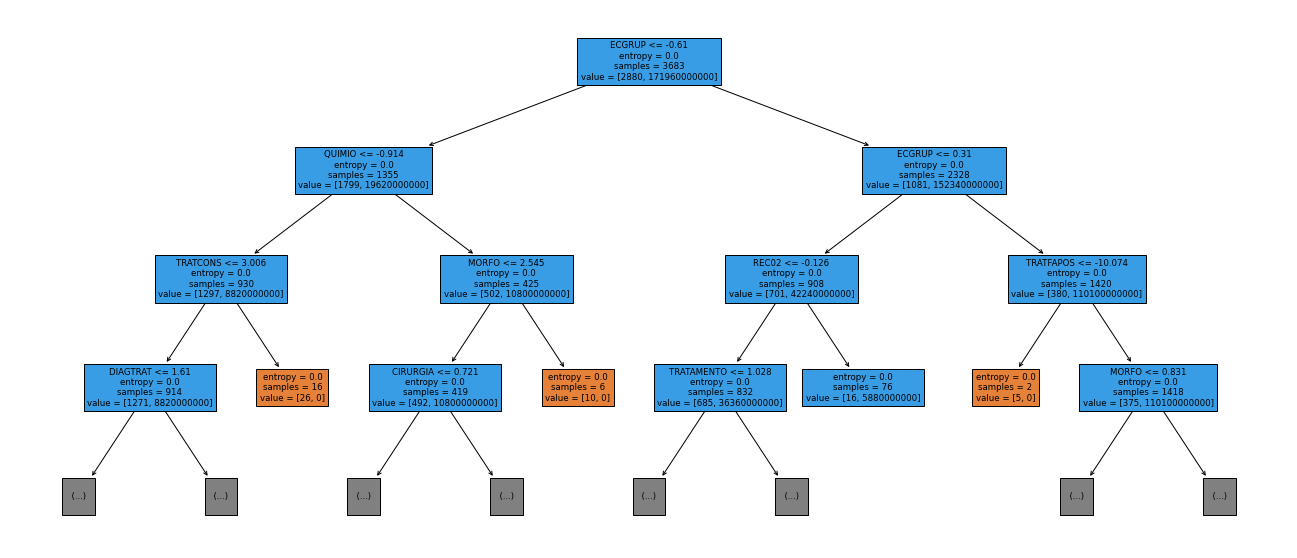 ECGRUP <= -0.61
entropy = 0.0
samples = 3683
value = [2880, 171960000000]
QUIMIO <= -0.914
entropy = 0.0
samples = 1355
value = [1799, 19620000000]
ECGRUP <= 0.31
entropy = 0.0
samples = 2328
value = [1081, 152340000000]
TRATCONS <= 3.006
entropy = 0.0
samples = 930
value = [1297, 8820000000]
MORFO <= 2.545
entropy = 0.0
samples = 425
value = [502, 10800000000]
REC02 <= -0.126
entropy = 0.0
samples = 908
value = [701, 42240000000]
TRATFAPOS <= -10.074
entropy = 0.0
samples = 1420
value = [380, 110100000000]
DIAGTRAT <= 1.61
entropy = 0.0
samples = 914
value = [1271, 8820000000]
entropy = 0.0
samples = 16
value = [26, 0]
CIRURGIA <= 0.721
entropy = 0.0
samples = 419
value = [492, 10800000000]
entropy = 0.0
samples = 6
value = [10, 0]
TRATAMENTO <= 1.028
entropy = 0.0
samples = 832
value = [685, 36360000000]
entropy = 0.0
samples = 76
value = [16, 5880000000]
entropy = 0.0
samples = 2
value = [5, 0]
MORFO <= 0.831
entropy = 0.0
samples = 1418
value = [375, 110100000000]
(...)
(...)
(...)
(...)
(...)
(...)
(...)
(...)